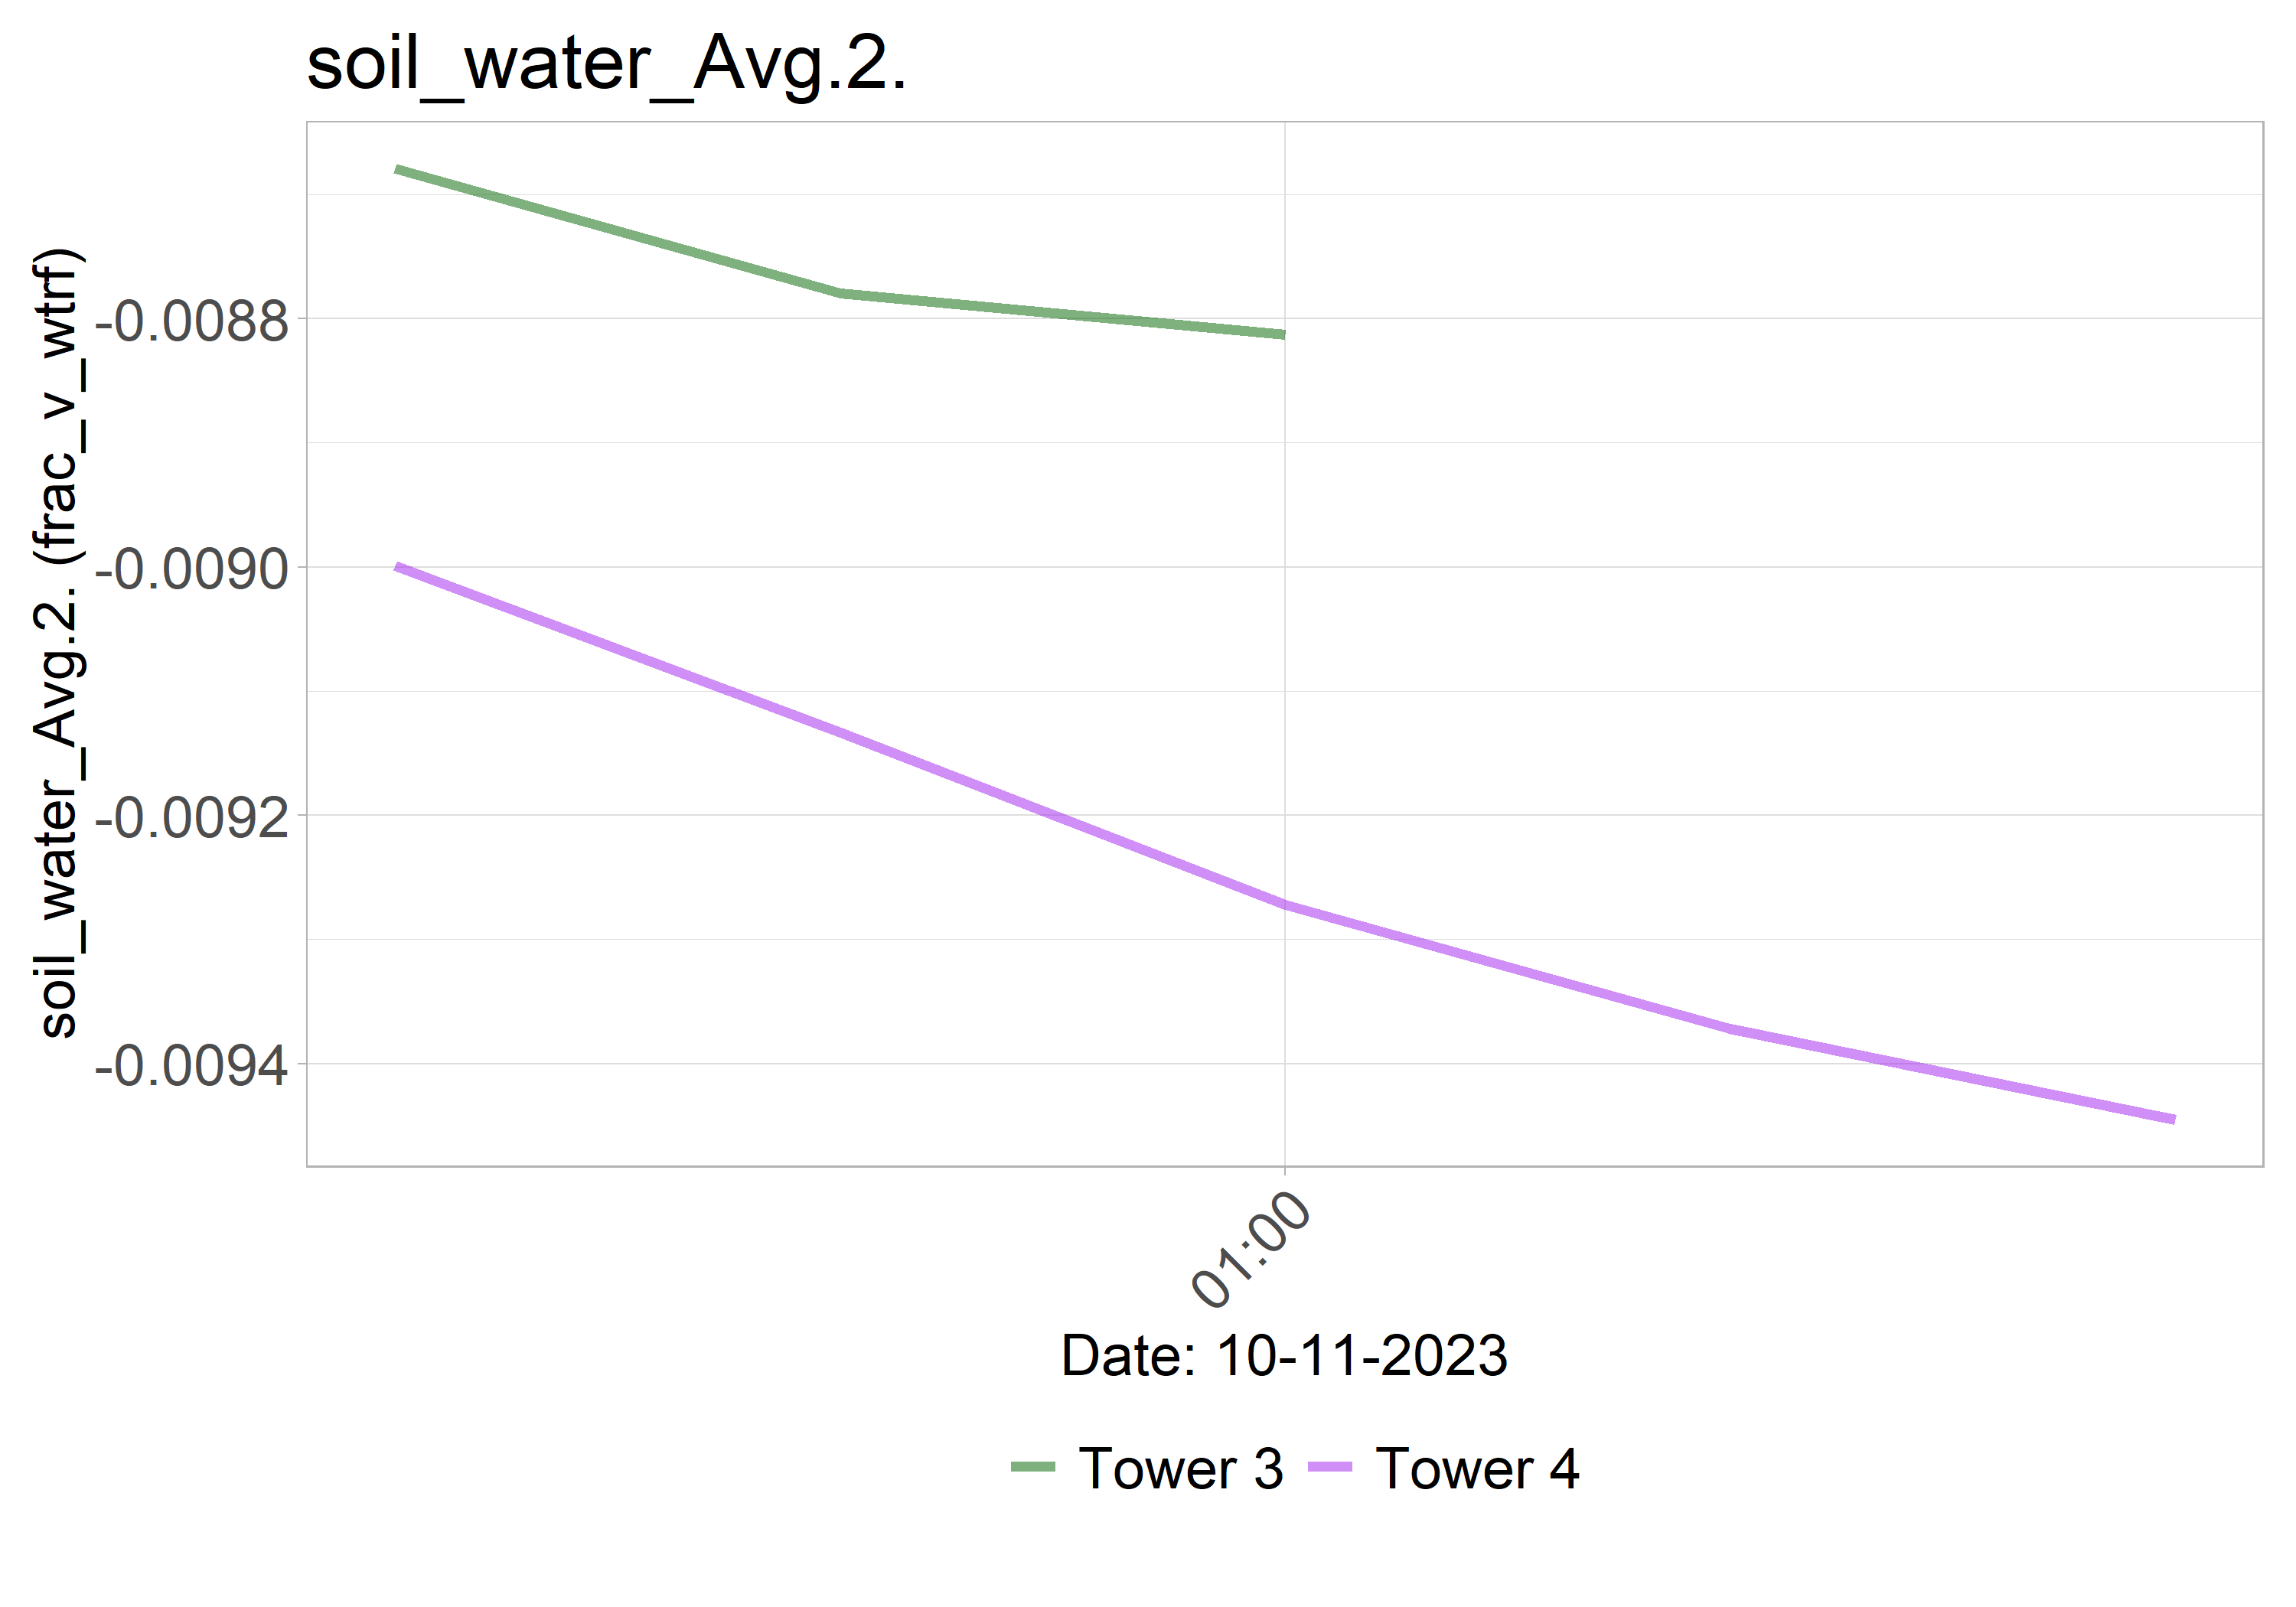 soil_water_Avg.2.
soil_water_Avg.2. (frac_v_wtrf)
-0.0088
-0.0090
-0.0092
-0.0094
01:00
Date: 10-11-2023
Tower 3 Tower 4